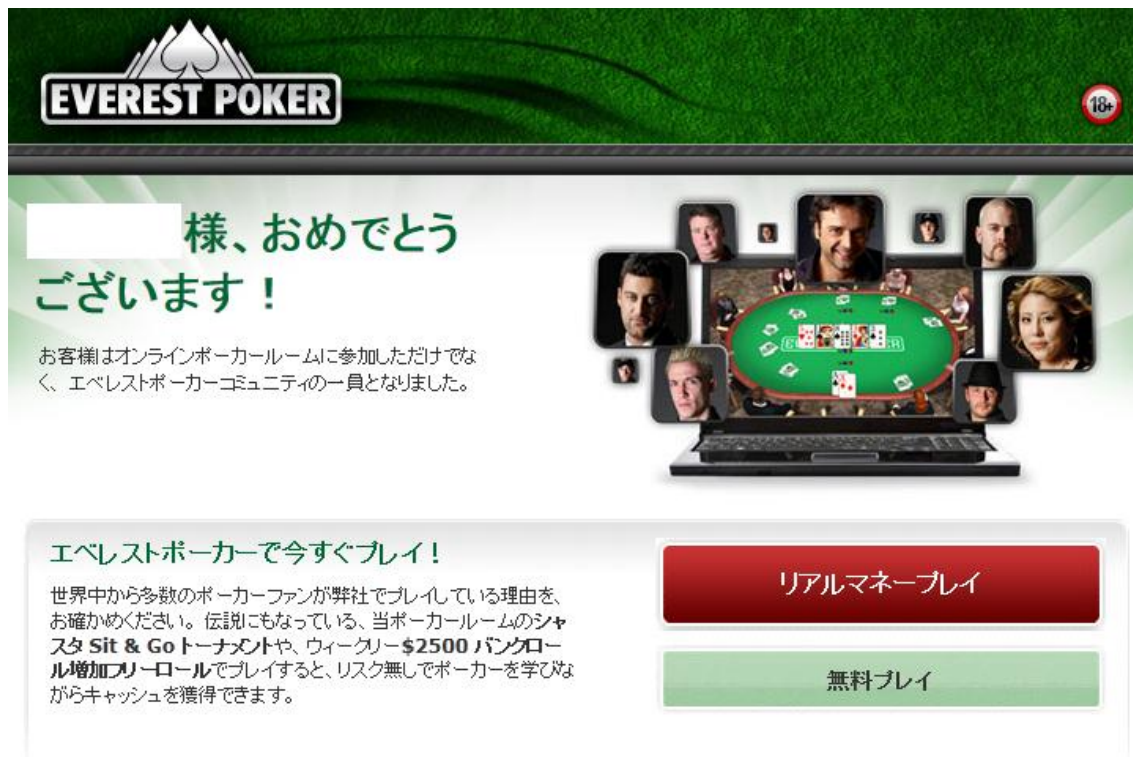 EVEREST POKER
18+
様、おめでとう
ございます！
お客様はオンラインポーカールームに参加しただけでな
く、エベレストポーカーコミュニティの一員となりました。
エベレストポーカーで今すぐプレイ！
世界中から多数のポーカーファンが弊社でプレイしている理由を、
お確かめください。伝説にもなっている、当ポーカールームのシャ
スタ Sit & Go トーナメントや、ウィークリー $2500 バンクロー
ル増加フリーロールでプレイすると、リスク無しでポーカーを学びな
がらキャッシュを獲得できます。
リアルマネープレイ
無料プレイ